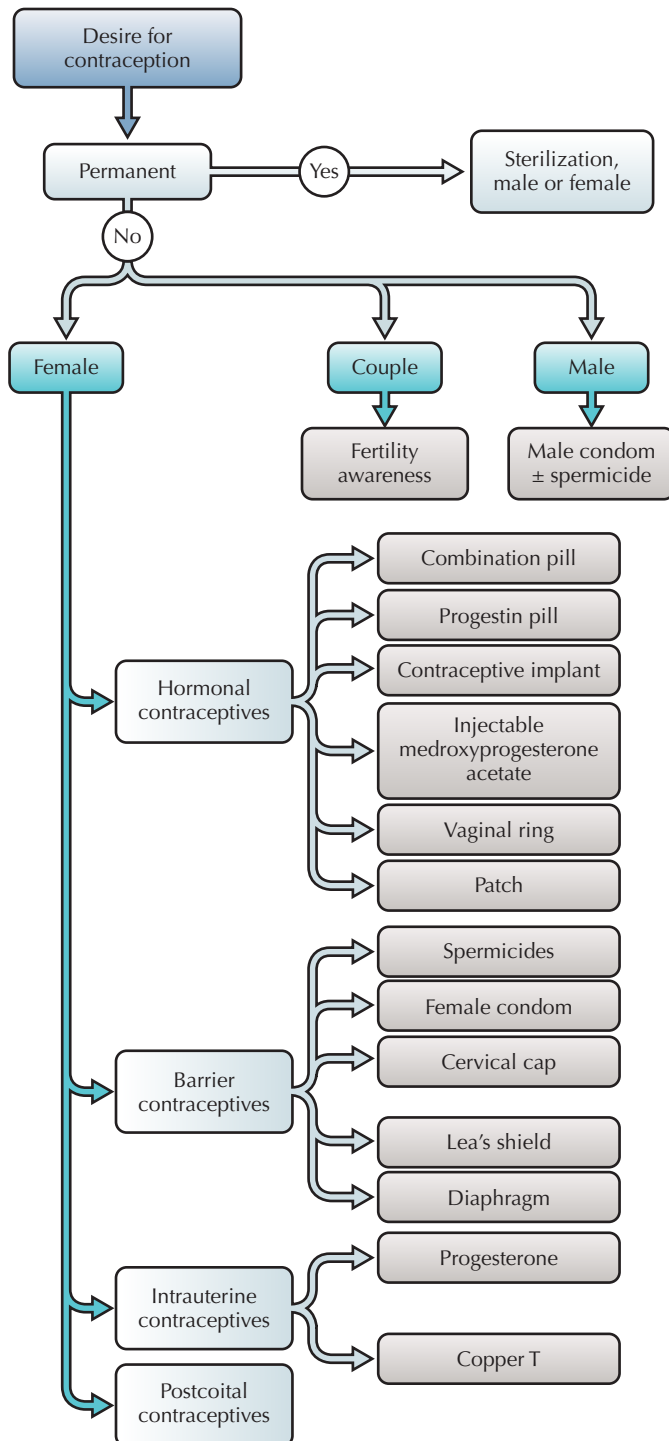 Desire for
contraception
Permanent
Yes
Sterilization,
male or female
No
Female
Couple
Male
Fertility
awareness
Male condom
± spermicide
Hormonal
contraceptives
Combination pill
Progestin pill
Contraceptive implant
Injectable
medroxyprogesterone
acetate
Vaginal ring
Patch
Barrier
contraceptives
Spermicides
Female condom
Cervical cap
Lea’s shield
Diaphragm
Intrauterine
contraceptives
Progesterone
Copper T
Postcoital
contraceptives